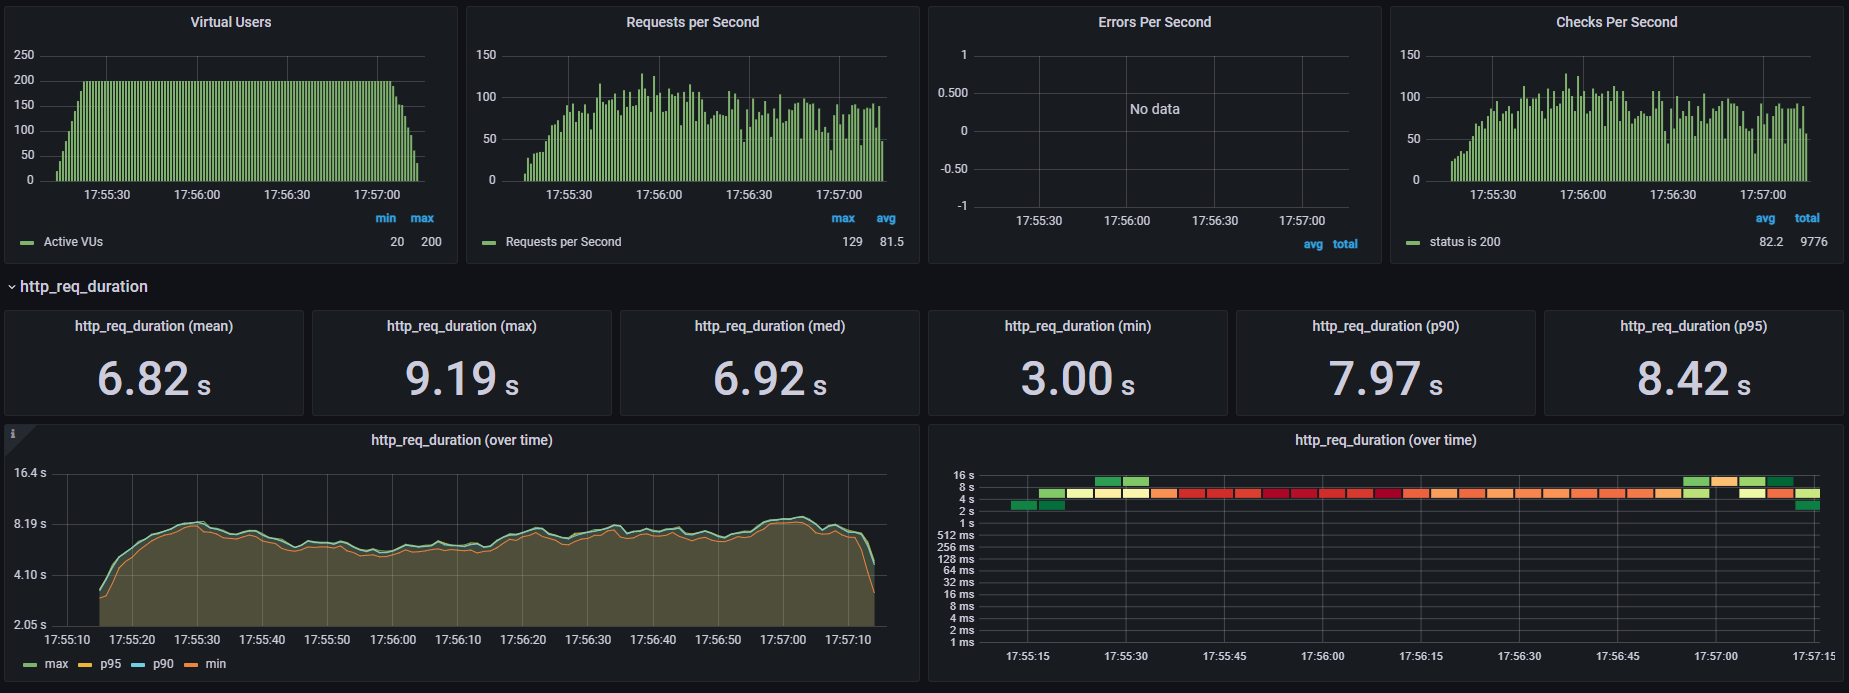 Virtual Users
250
200
150
100
50
0
17:55:30 17:56:00 17:56:30 17:57:00
min max
Active VUs 20 200
Requests per Second
150
100
50
0
17:55:30 17:56:00 17:56:30 17:57:00
max avg
Requests per Second 129 81.5
Errors Per Second
1
0.500
0
-0.50
-1
No data
17:55:30 17:56:00 17:56:30 17:57:00
avg total
Checks Per Second
150
100
50
0
17:55:30 17:56:00 17:56:30 17:57:00
avg total
status is 200 82.2 9776
http_req_duration
http_req_duration (mean)
6.82 s
http_req_duration (max)
9.19 s
http_req_duration (med)
6.92 s
http_req_duration (min)
3.00 s
http_req_duration (p90)
7.97 s
http_req_duration (p95)
8.42 s
i
http_req_duration (over time)
16.4 s
8.19 s
4.10 s
2.05 s
17:55:10 17:55:20 17:55:30 17:55:40 17:55:50 17:56:00 17:56:10 17:56:20 17:56:30 17:56:40 17:56:50 17:57:00 17:57:10
max p95 p90 min
http_req_duration (over time)
16 s
8 s
4 s
2 s
1 s
512 ms
256 ms
128 ms
64 ms
32 ms
16 ms
8 ms
4 ms
2 ms
1 ms
17:55:15 17:55:30 17:55:45 17:56:00 17:56:15 17:56:30 17:56:45 17:57:00 17:57:15